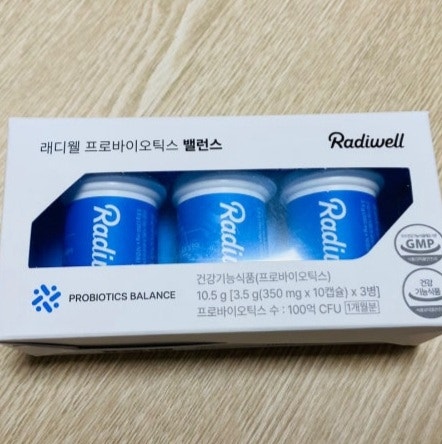 래디웰 프로바이오틱스 밸런스
Radiwell
Radiwell
Radiwell
Radiwell
GMP
건강기능식품(프로바이오틱스)
PROBIOTICS BALANCE
10.5 g [3.5 g(350 mg x 10캡슐) x 3병]
프로바이오틱스 수 : 100억 CFU 1개월분
건강
기능식품